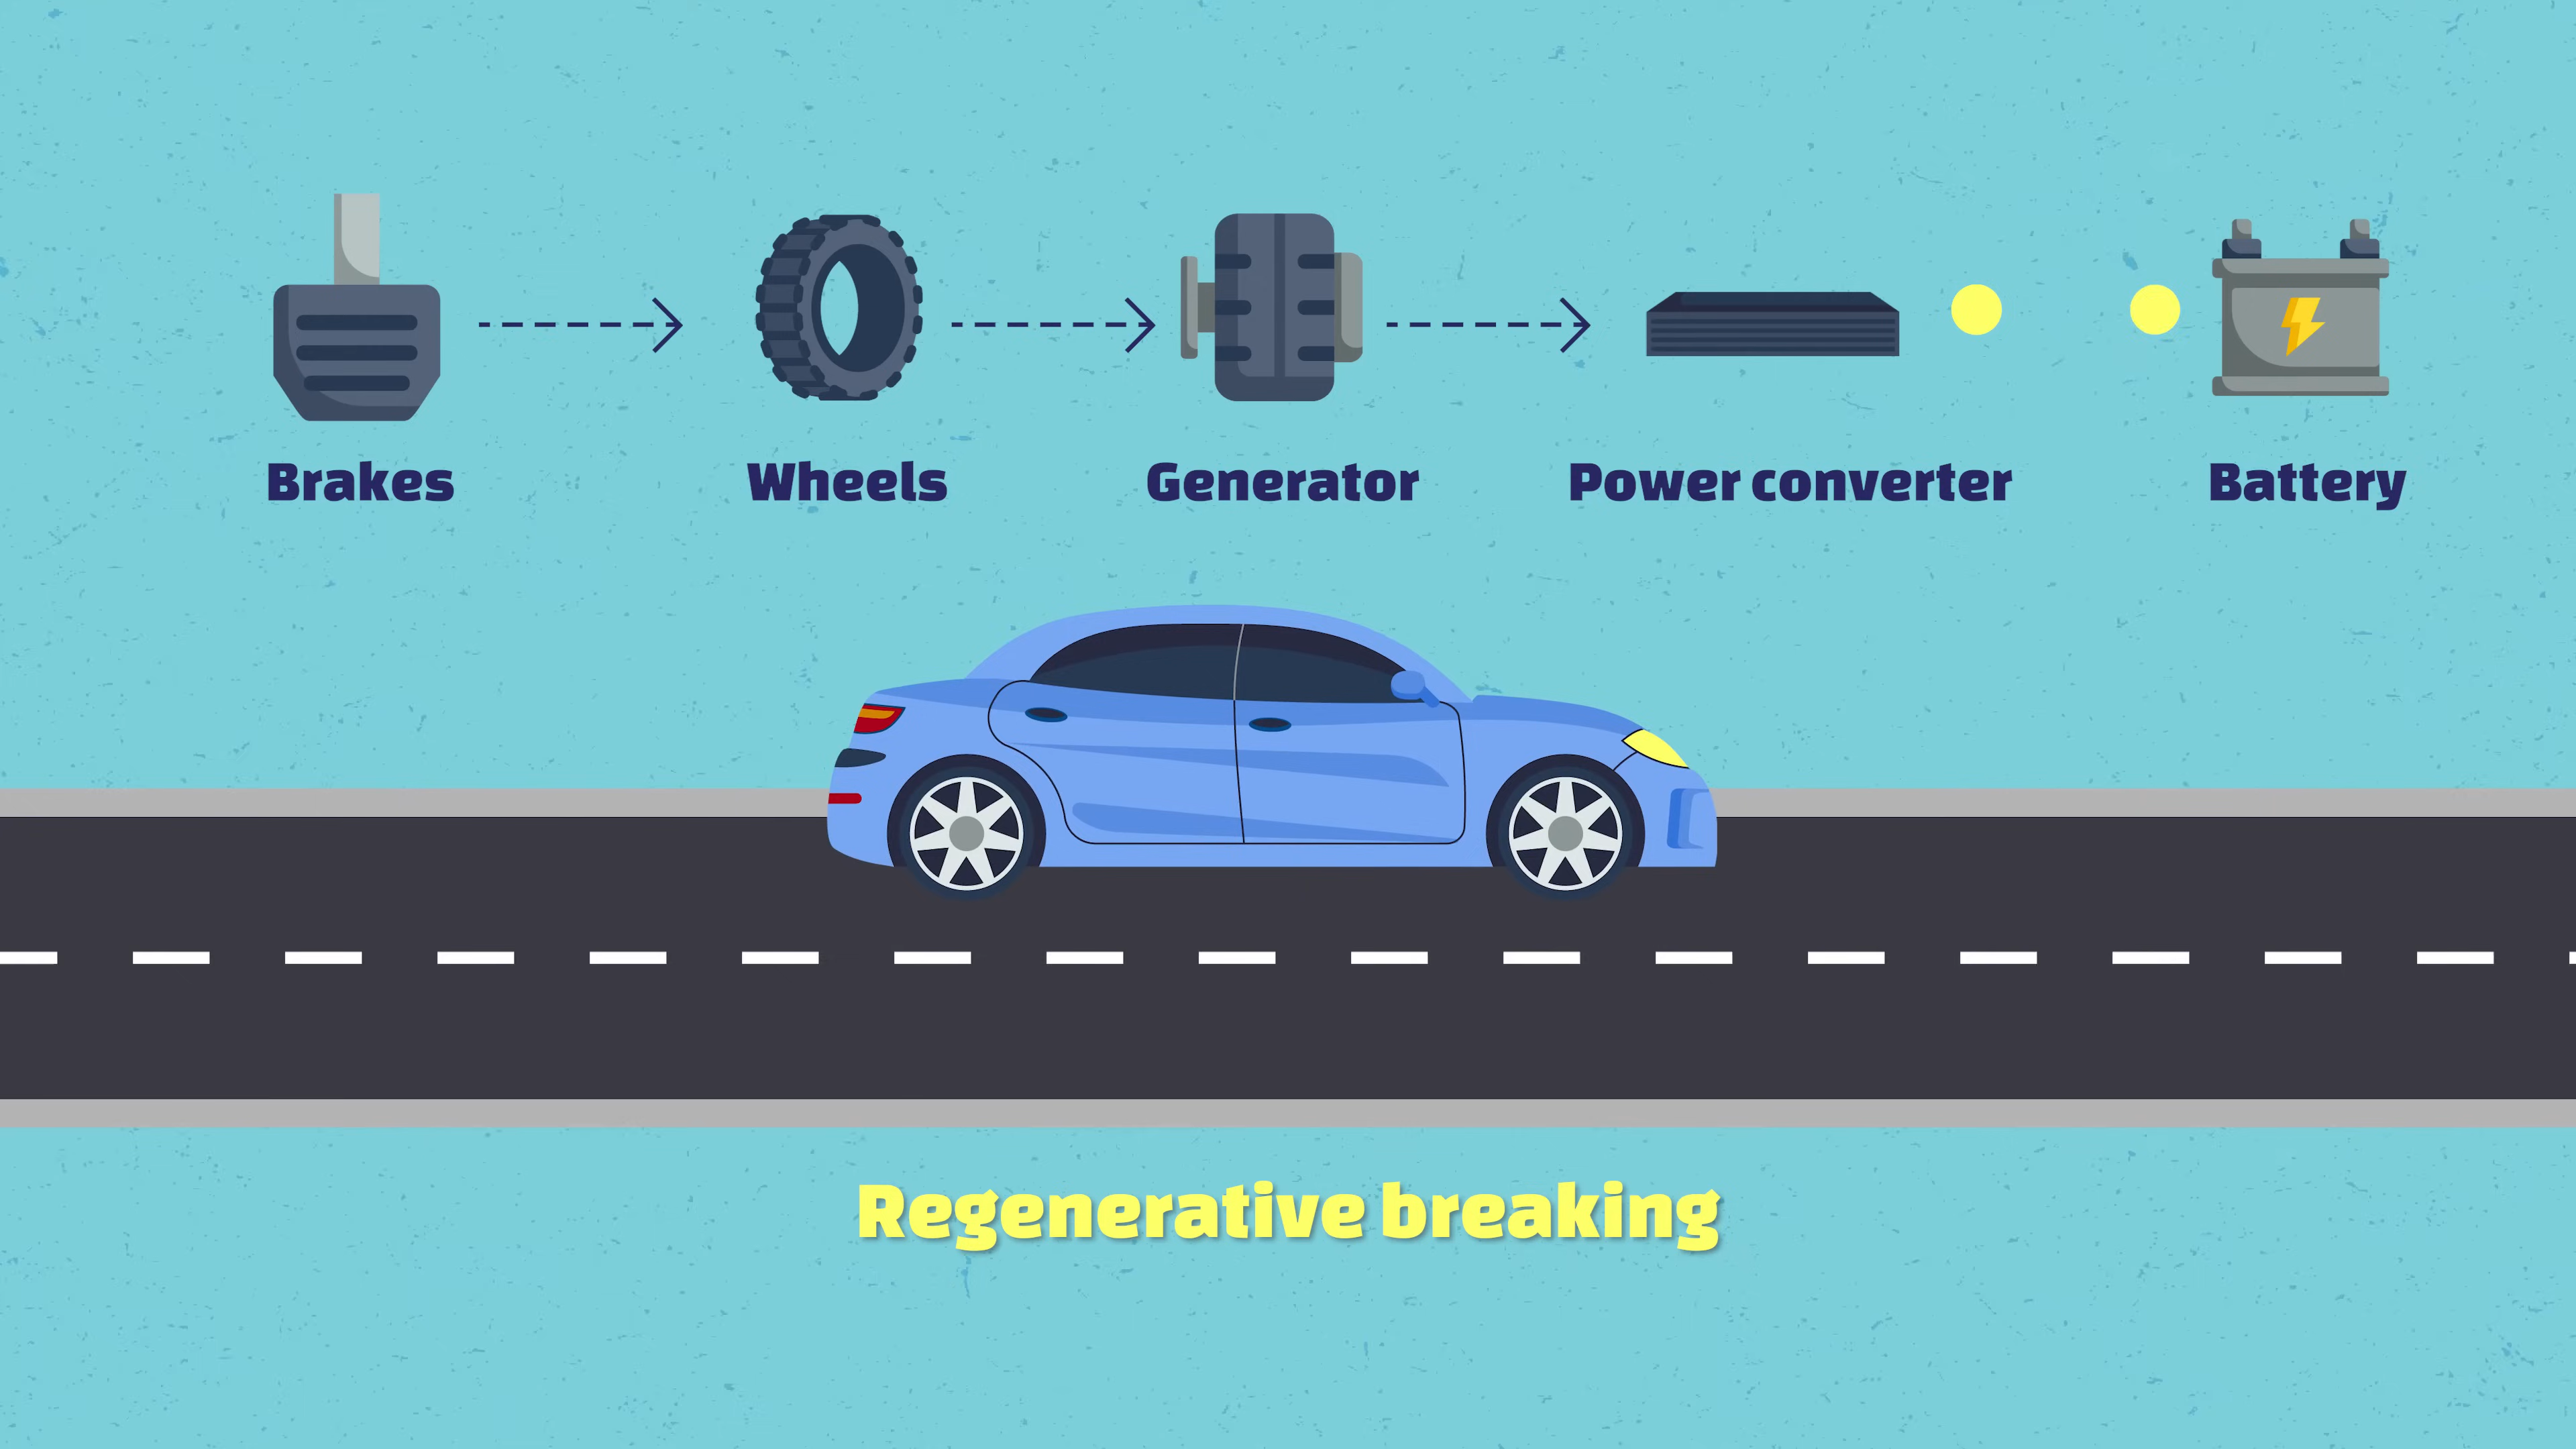 Brakes
Wheels
Generator
Power converter
Battery
Regenerative breaking